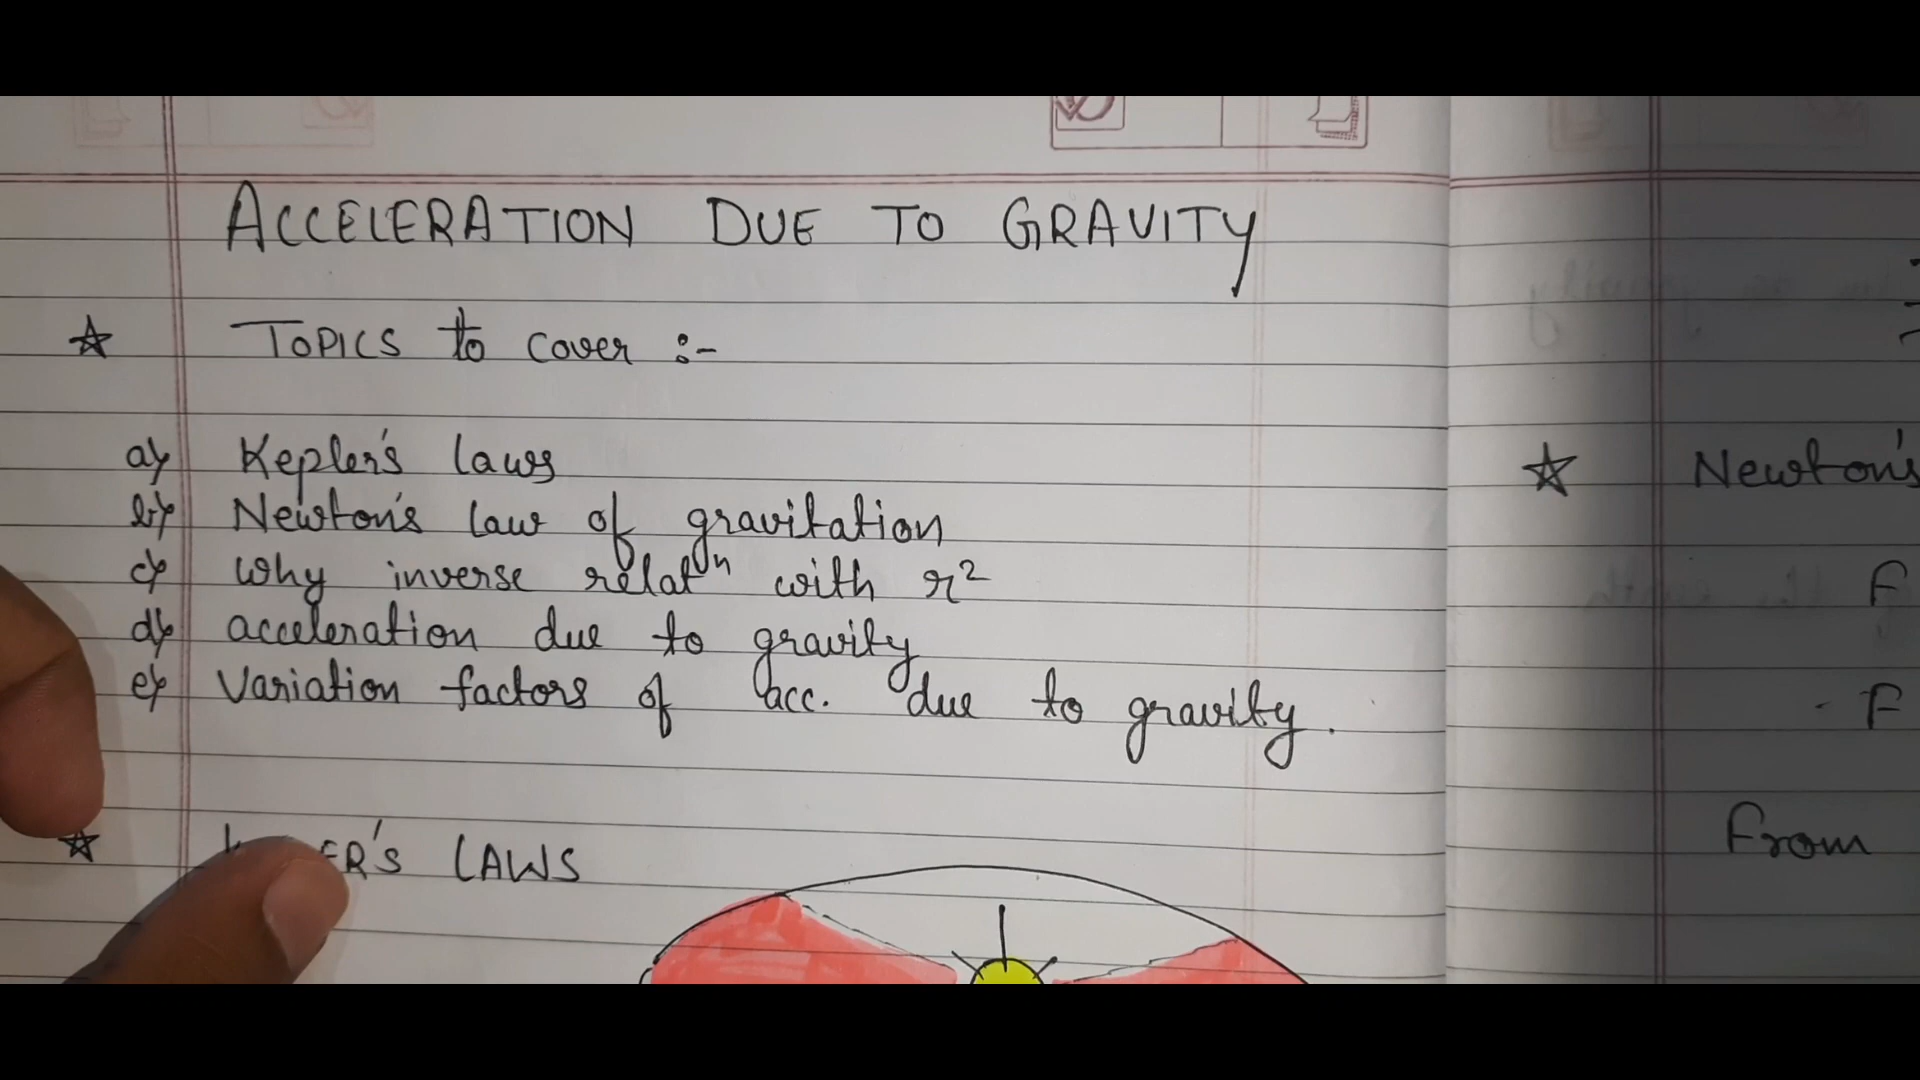 ACCELERATION DUE TO GRAVITY
☆ TOPICS to cover :-
a) Kepler's laws
b) Newton's law of gravitation
c) Why inverse relatⁿ with r²
d) acceleration due to gravity
e) Variation factors of acc. due to gravity.
☆ LAWS
☆ Newton's
F
F
From